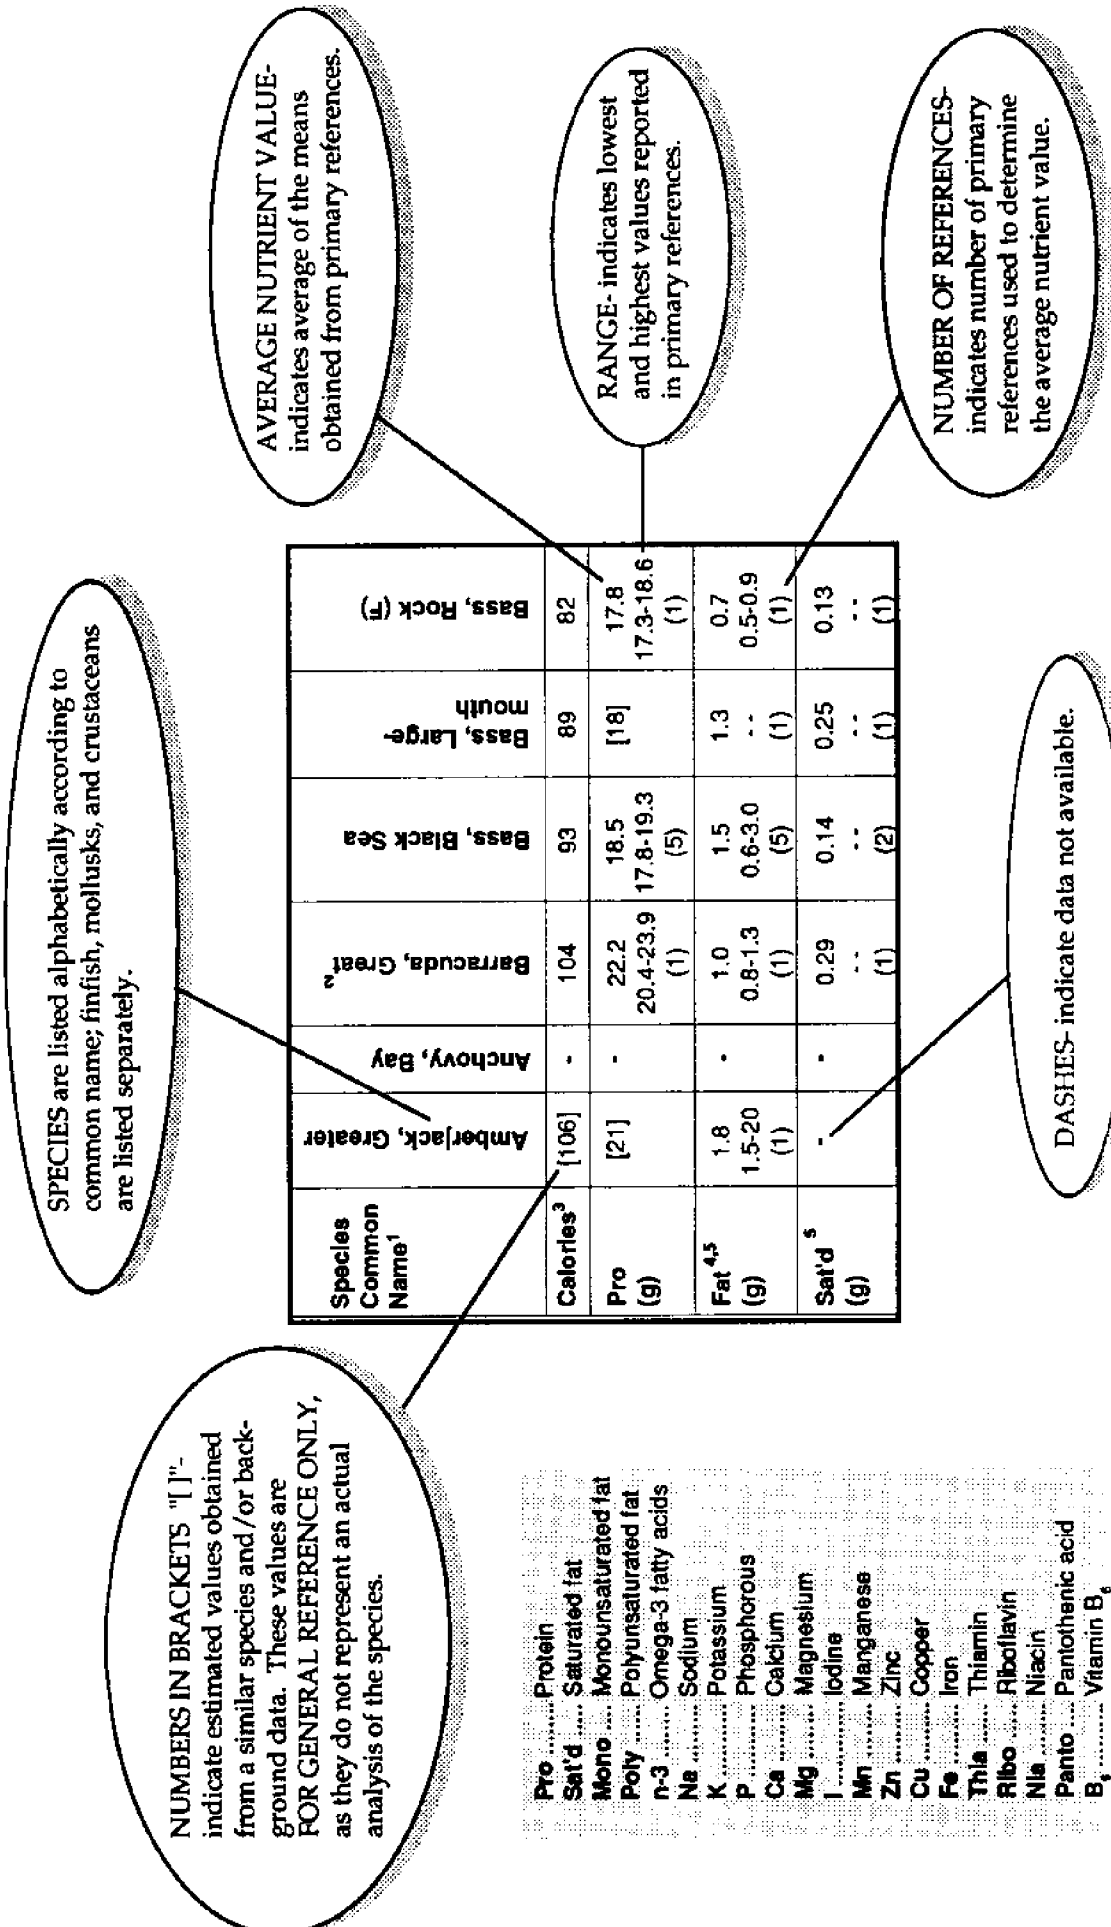 SPECIES are listed alphabetically according to
common name; finfish, mollusks, and crustaceans
are listed separately.
NUMBERS IN BRACKETS "[ ]"-
indicate estimated values obtained
from a similar species and/or back-
ground data. These values are
FOR GENERAL REFERENCE ONLY,
as they do not represent an actual
analysis of the species.
AVERAGE NUTRIENT VALUE-
indicates average of the means
obtained from primary references.
RANGE- indicates lowest
and highest values reported
in primary references.
NUMBER OF REFERENCES-
indicates number of primary
references used to determine
the average nutrient value.
DASHES- indicate data not available.
Species
Common
Name¹
Amberjack, Greater
Anchovy, Bay
Barracuda, Great²
Bass, Black Sea
Bass, Large-
mouth
Bass, Rock (F)
Calories³ [106] - 104 93 89 82
Pro [21] - 22.2 18.5 [18] 17.8
(g) 20.4-23.9 17.8-19.3 17.3-18.6
(1) (5) (1)
Fat ⁴,⁵ 1.8 - 1.0 1.5 1.3 0.7
(g) 1.5-20 0.8-1.3 0.6-3.0 -- 0.5-0.9
(1) (1) (5) (1) (1)
Sat'd ⁵ - - 0.29 0.14 0.25 0.13
(g) -- -- -- --
(1) (2) (1) (1)
Pro ........ Protein
Sat'd ..... Saturated fat
Mono .... Monounsaturated fat
Poly ...... Polyunsaturated fat
n-3 ........ Omega-3 fatty acids
Na ......... Sodium
K ........... Potassium
P ........... Phosphorous
Ca ......... Calcium
Mg ........ Magnesium
I ............ Iodine
Mn ........ Manganese
Zn ......... Zinc
Cu ......... Copper
Fe ......... Iron
Thia ...... Thiamin
Ribo ...... Riboflavin
Nia ........ Niacin
Panto .... Pantothenic acid
B₆ .......... Vitamin B₆